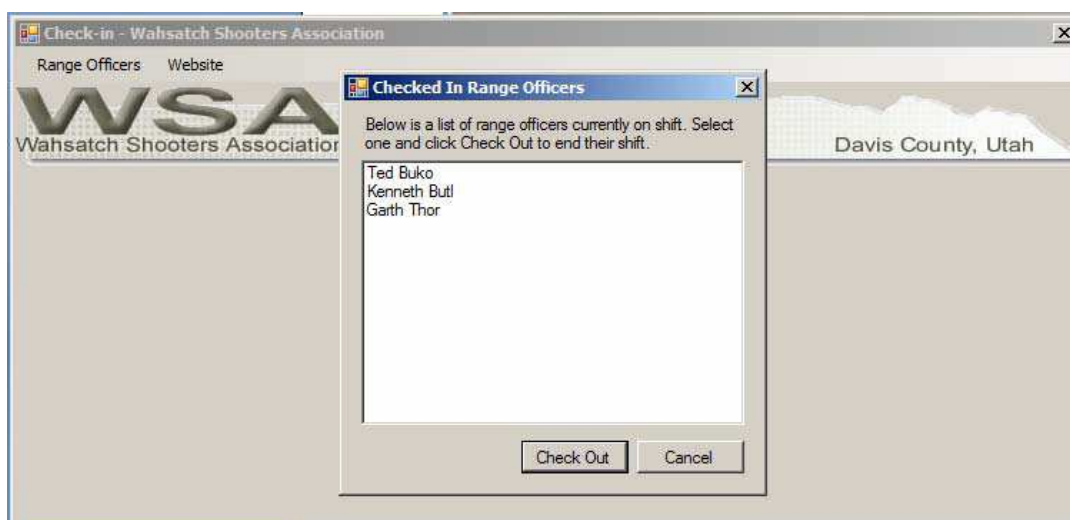 Check-in - Wahsatch Shooters Association
Range Officers Website
WSA
Wahsatch Shooters Association
Davis County, Utah
Checked In Range Officers
Below is a list of range officers currently on shift. Select
one and click Check Out to end their shift.
Ted Buko
Kenneth Butl
Garth Thor
Check Out Cancel